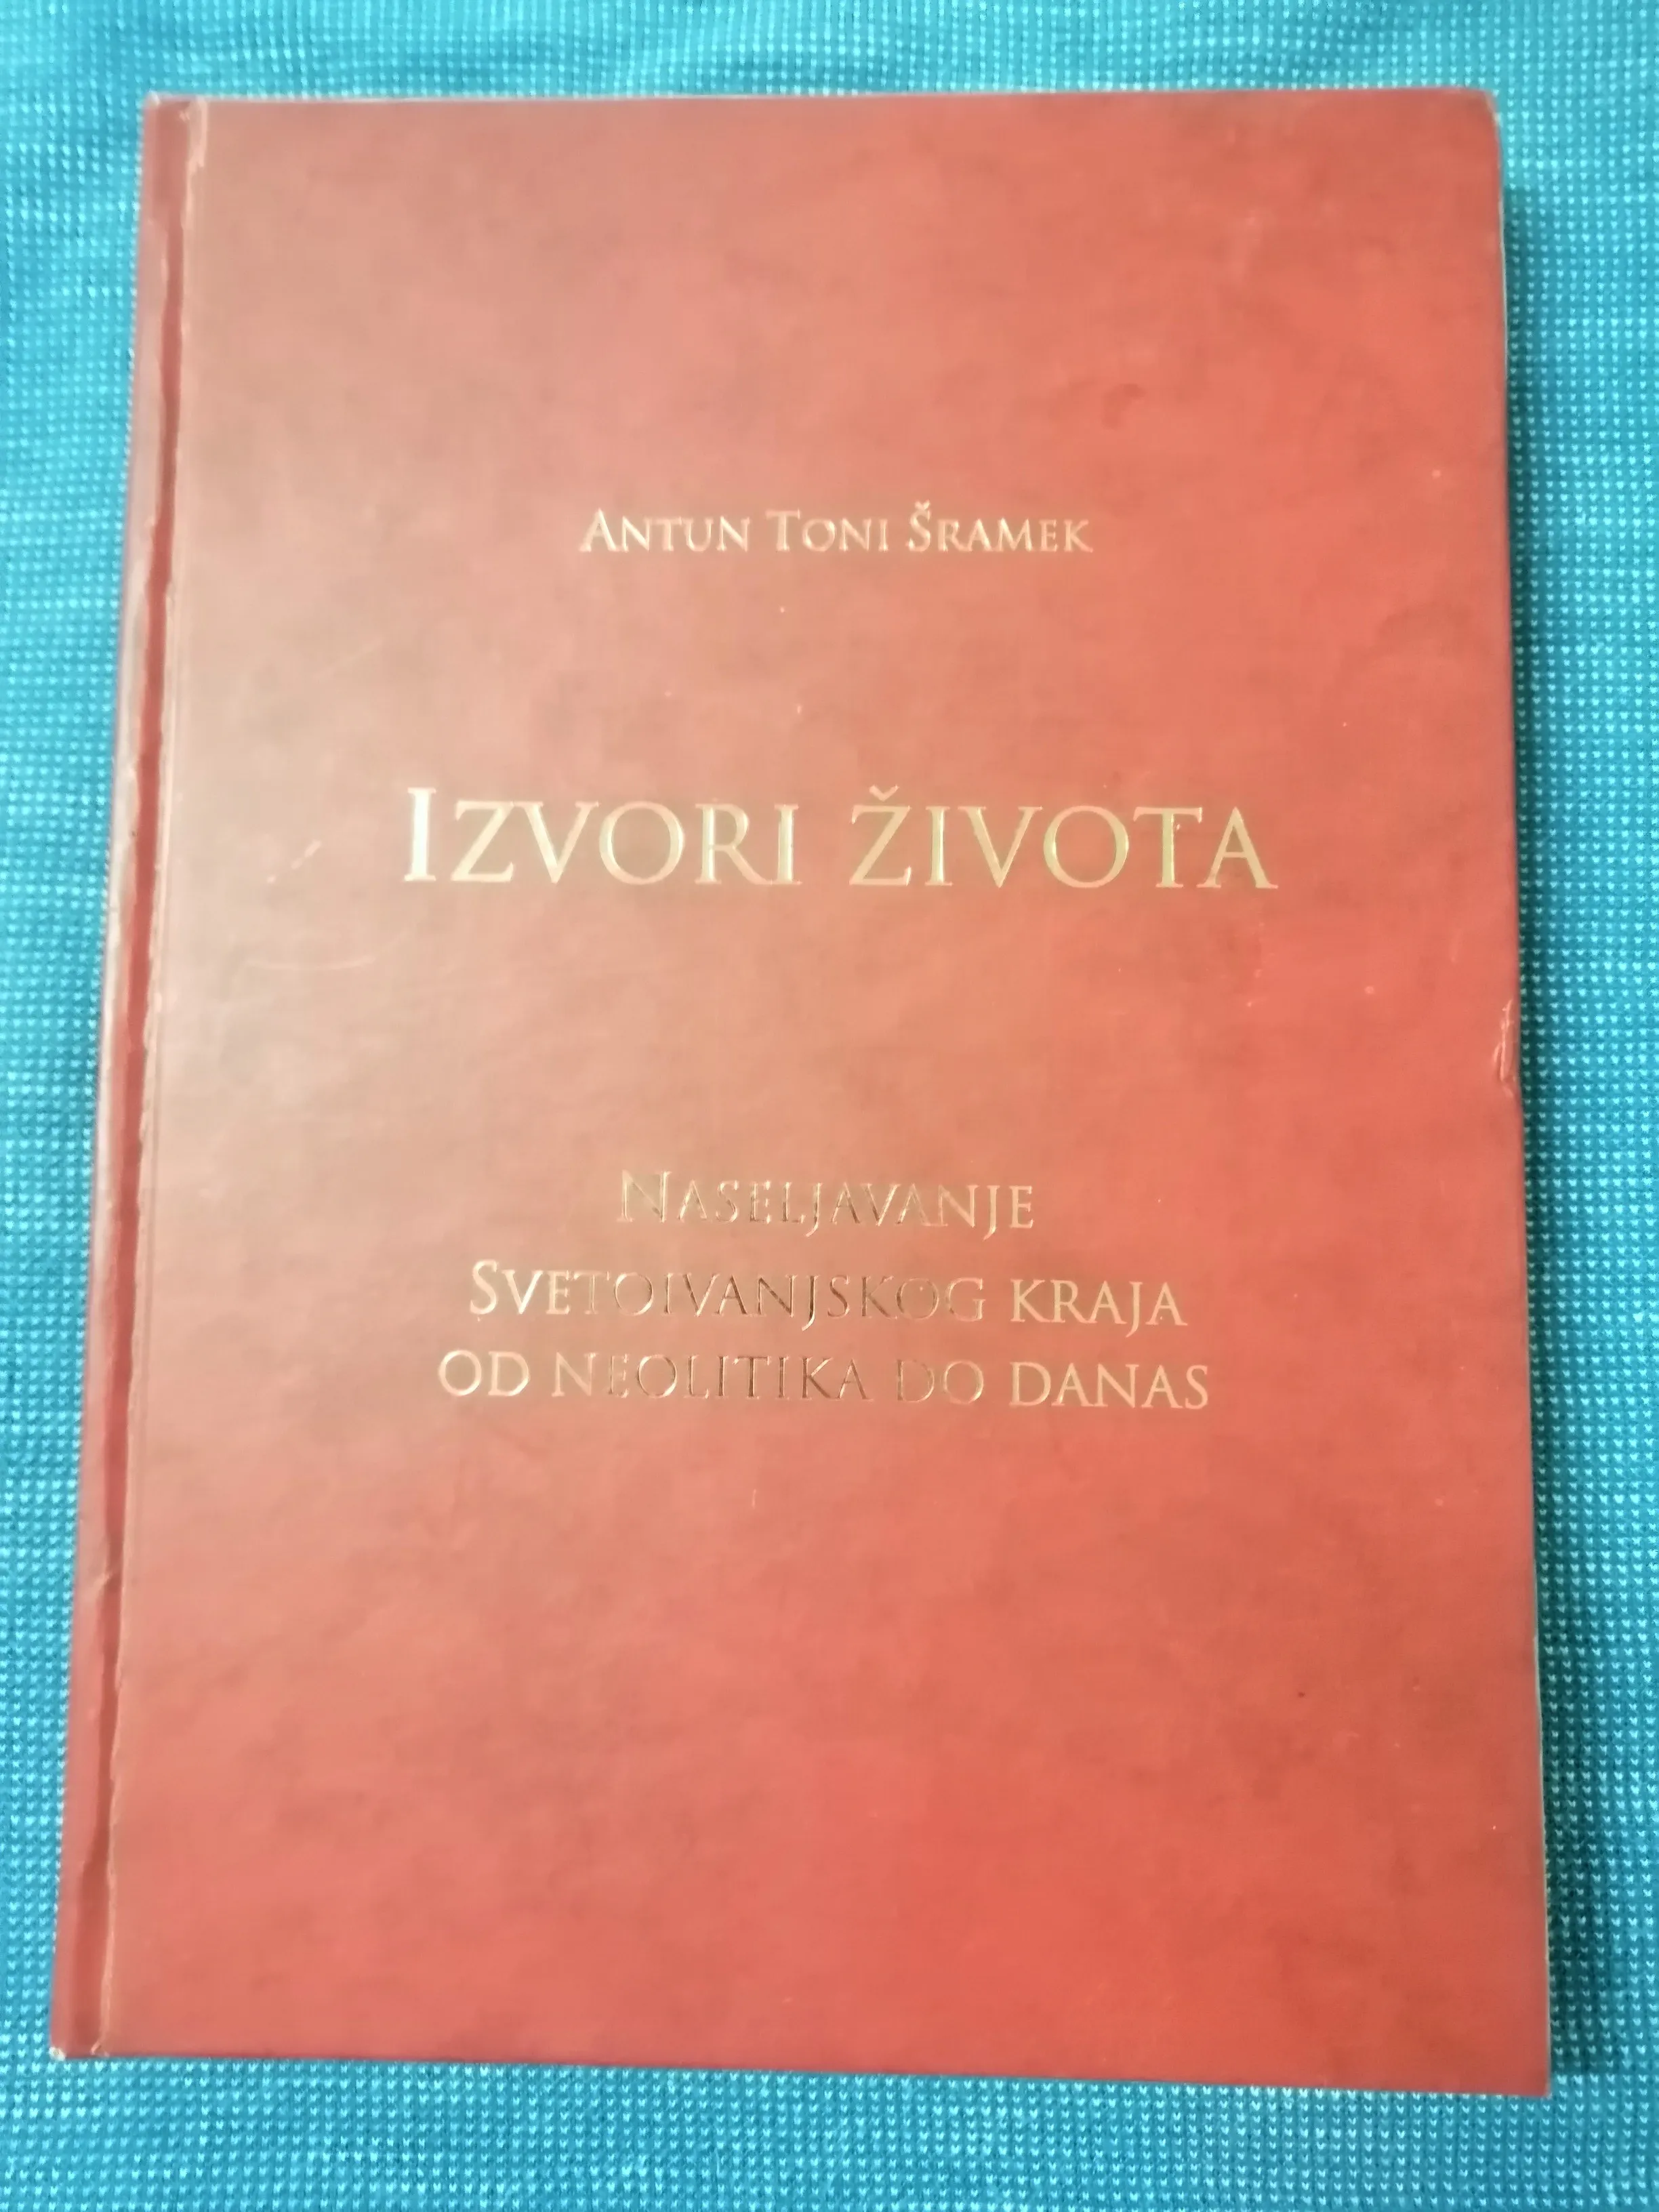 Antun Toni Šramek
Izvori života
Naseljavanje
Svetoivanjskog kraja
od Neolitika do danas